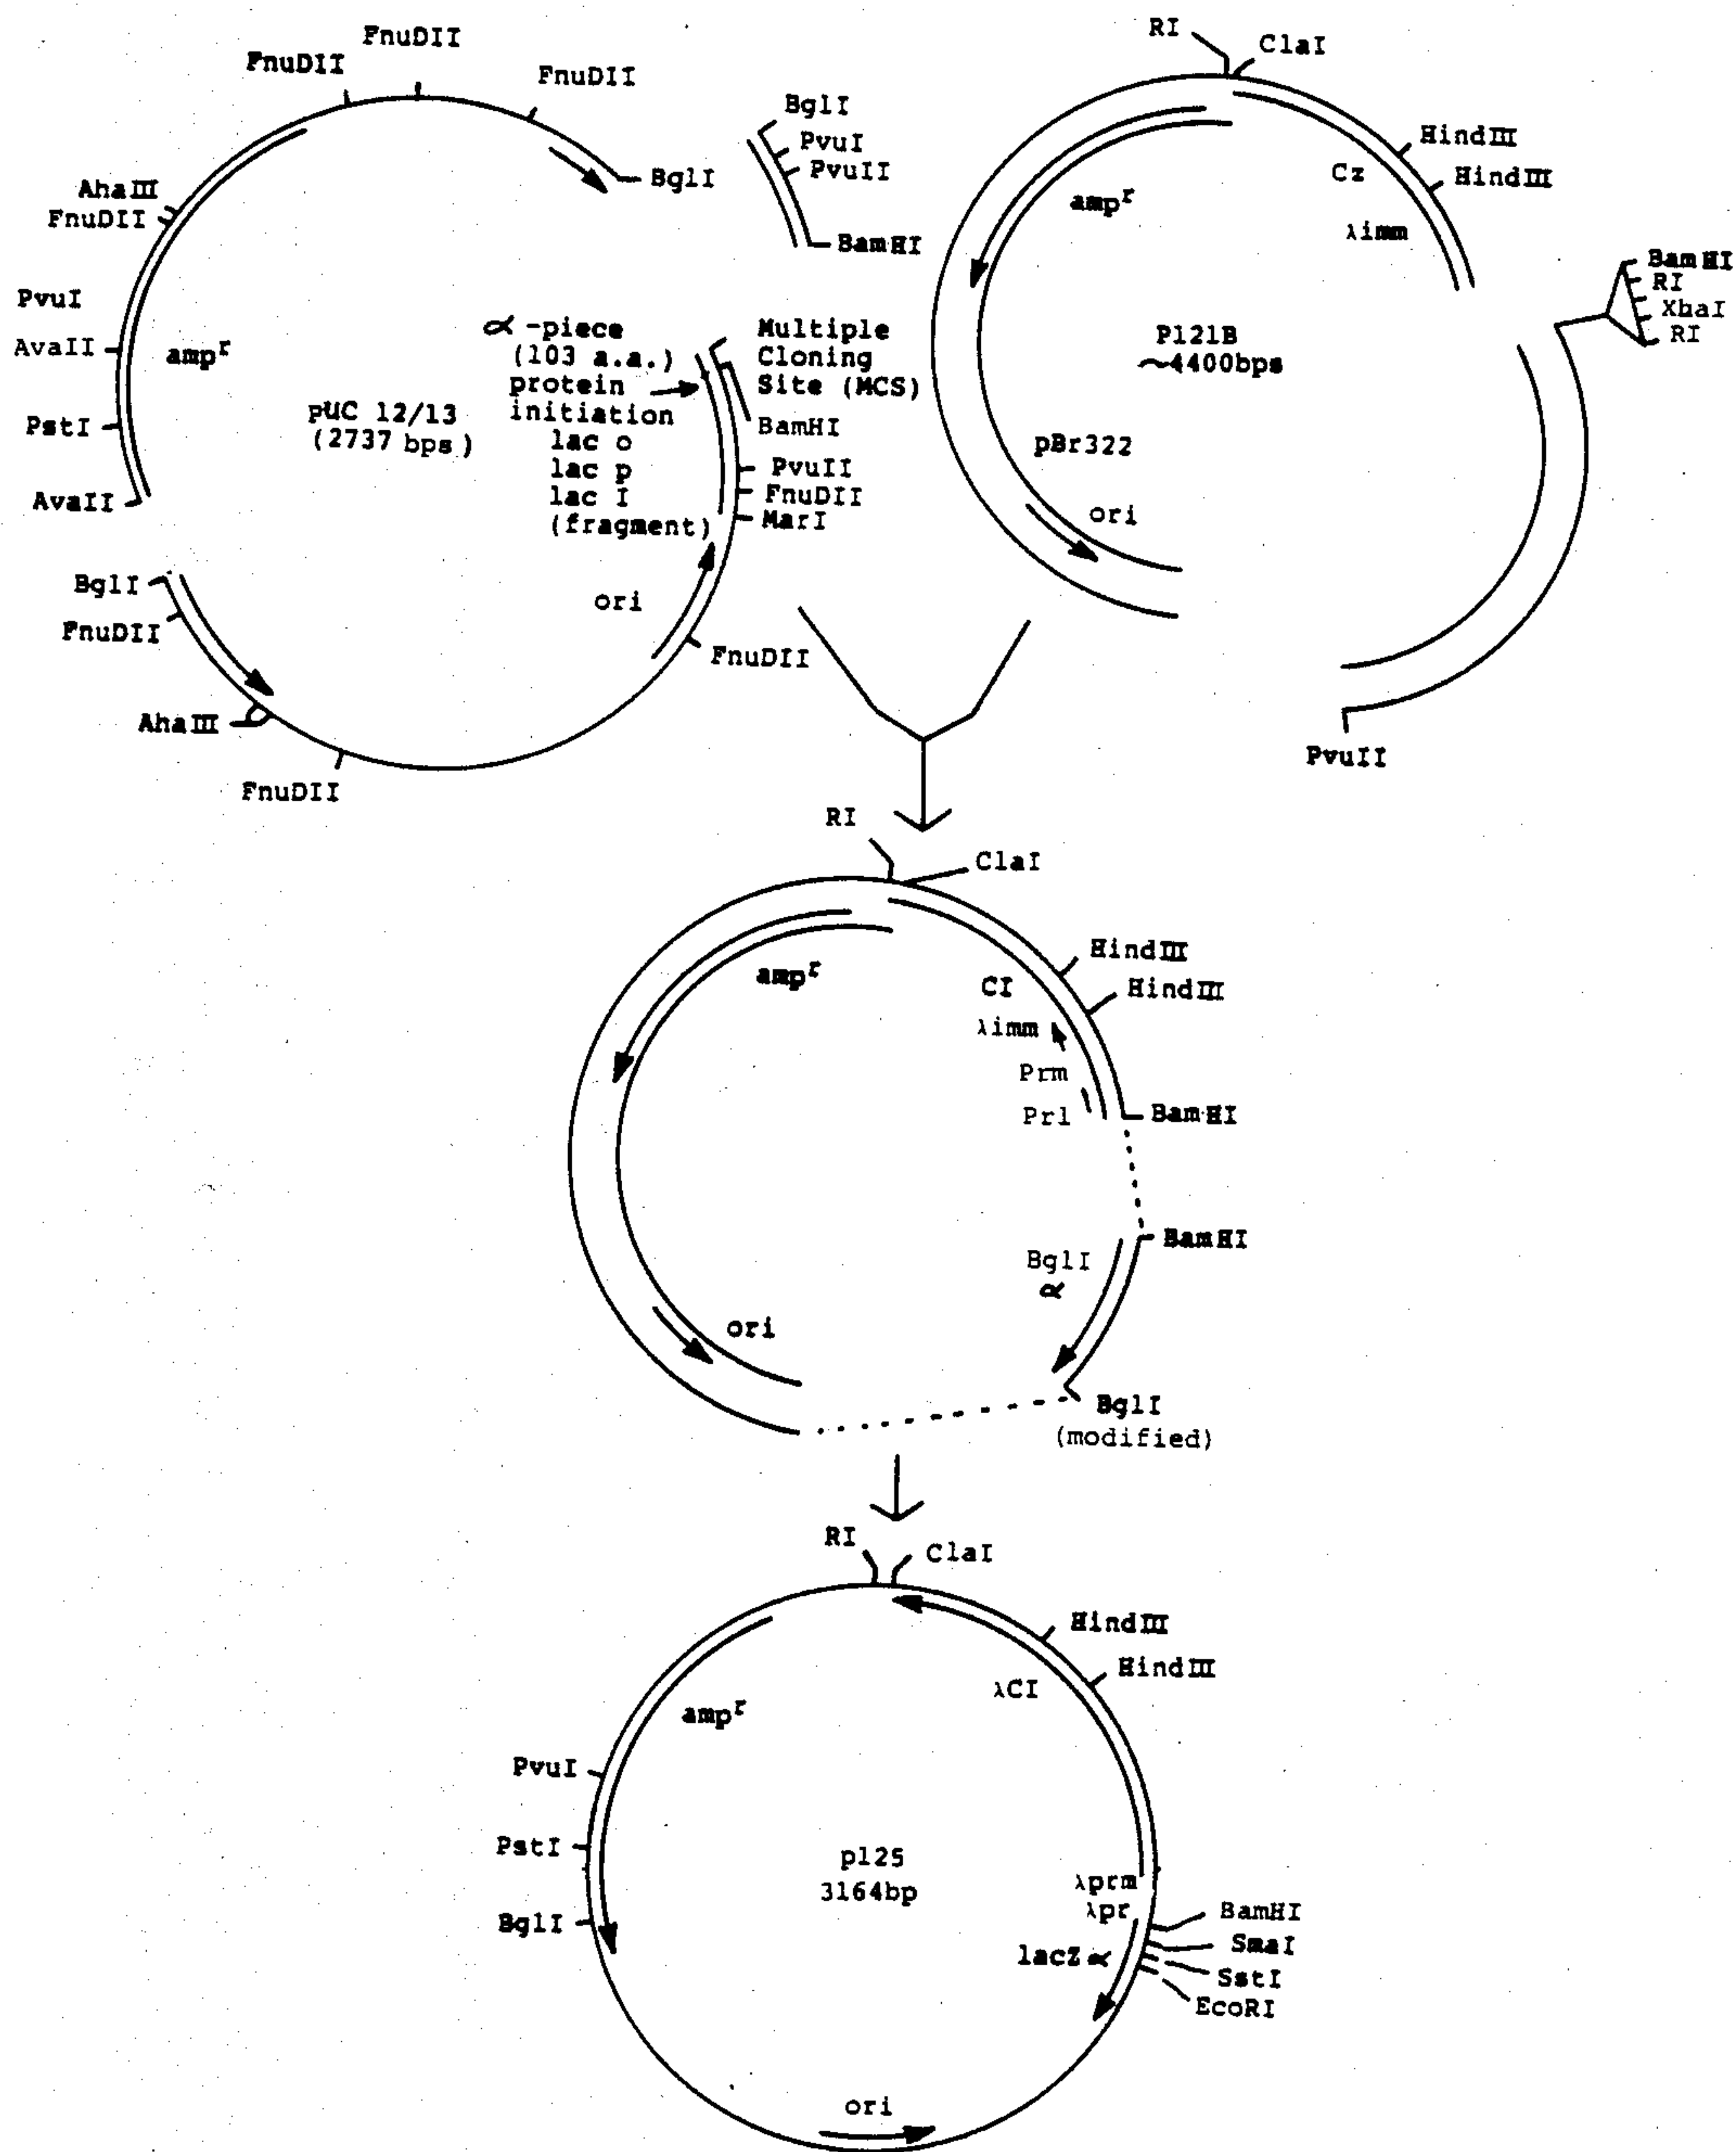 FnuDII
FnuDII
FnuDII
BglI
AhaIII
FnuDII
PvuI
AvaII
ampr
PstI
AvaII
pUC 12/13
(2737 bps)
α-piece
(103 a.a.)
protein
initiation
lac o
lac p
lac I
(fragment)
Multiple
Cloning
Site (MCS)
BamHI
PvuII
FnuDII
MarI
ori
FnuDII
BglI
FnuDII
AhaIII
FnuDII
BglI
PvuI
PvuII
BamHI
RI
ClaI
HindIII
HindIII
Cz
λimm
ampr
BamHI
RI
XhaI
RI
P121B
~4400bps
pBr322
ori
PvuII
RI
ClaI
HindIII
HindIII
CI
λimm
ampr
Prm
Prl
BamHI
BamHI
BglI
α
ori
BglI
(modified)
RI
ClaI
HindIII
HindIII
λCI
ampr
PvuI
PstI
BglI
p125
3164bp
λprm
λpr
lacZα
BamHI
SmaI
SstI
EcoRI
ori